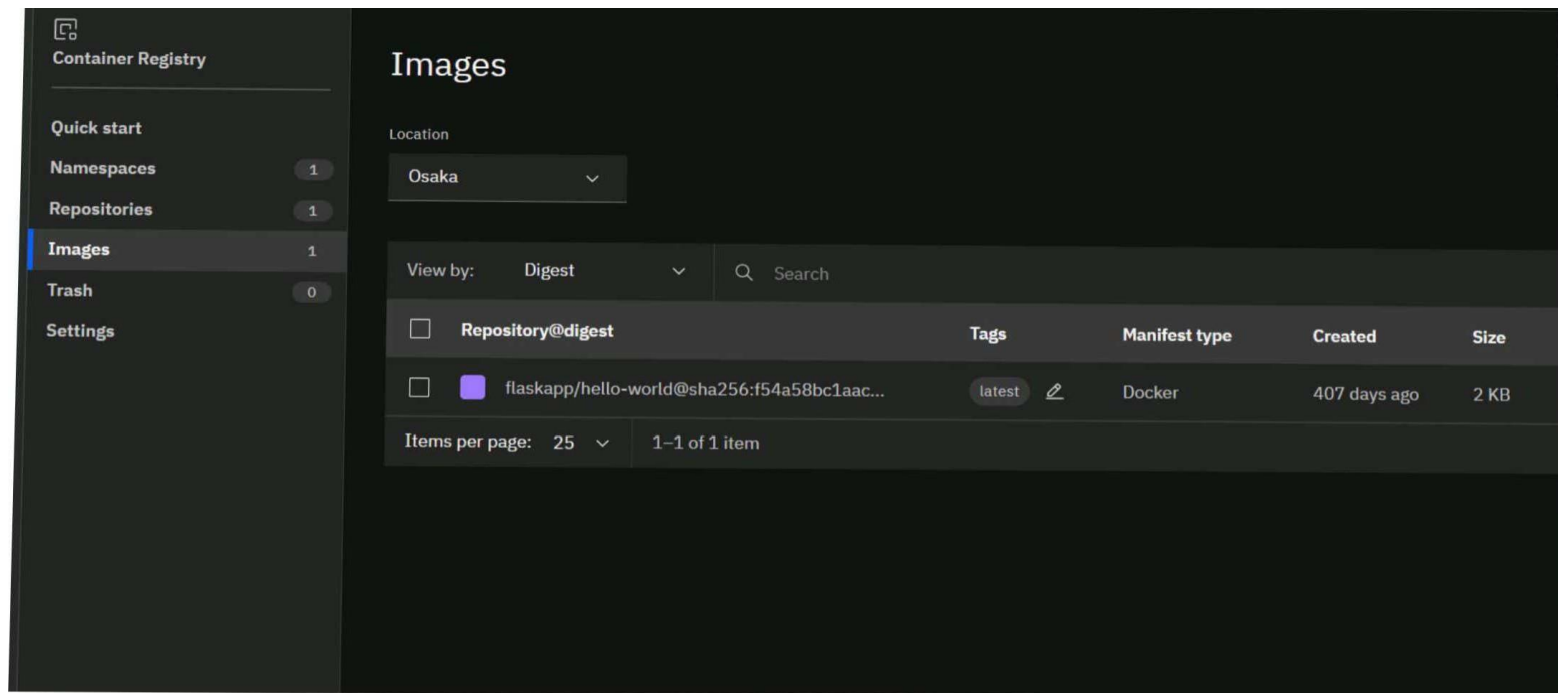 Container Registry
Quick start
Namespaces 1
Repositories 1
Images 1
Trash 0
Settings
Images
Location
Osaka
View by: Digest Search
Repository@digest Tags Manifest type Created Size
flaskapp/hello-world@sha256:f54a58bc1aac... latest Docker 407 days ago 2 KB
Items per page: 25 1–1 of 1 item